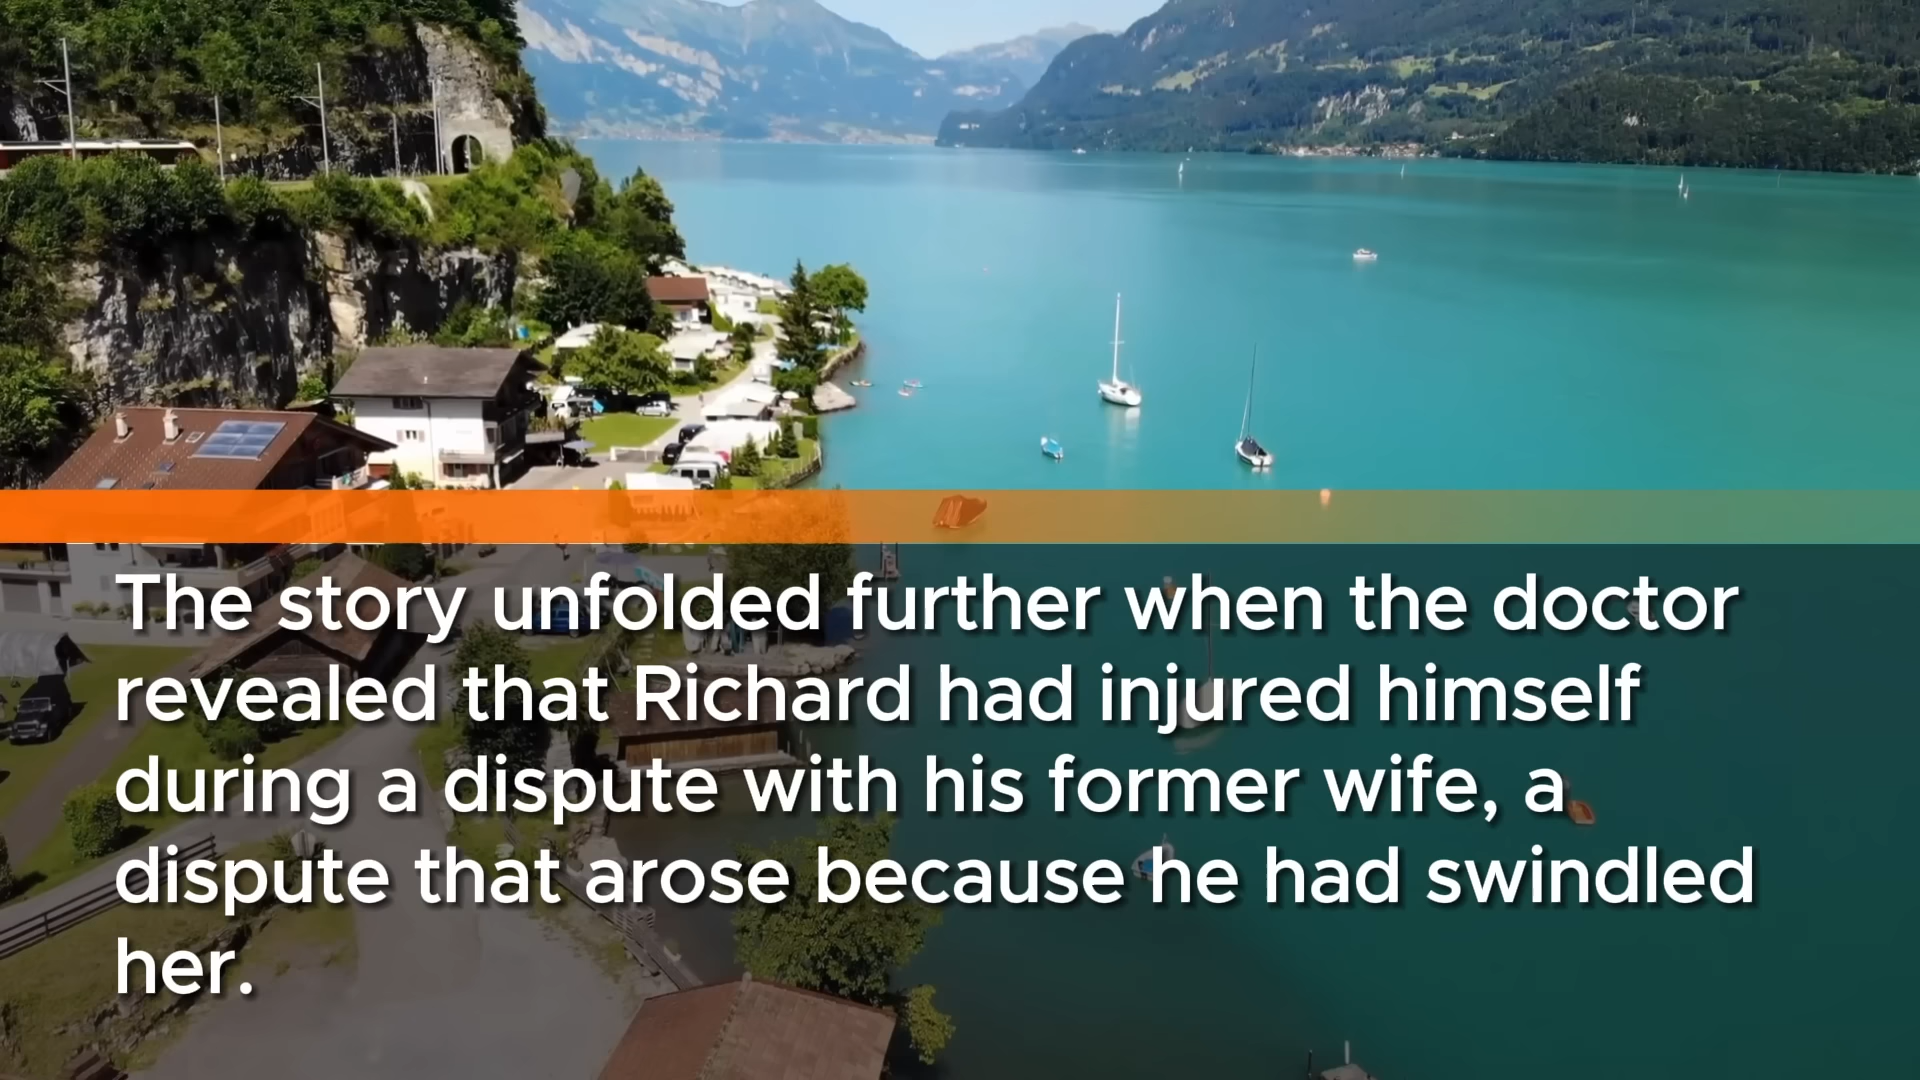 The story unfolded further when the doctor
revealed that Richard had injured himself
during a dispute with his former wife, a
dispute that arose because he had swindled
her.